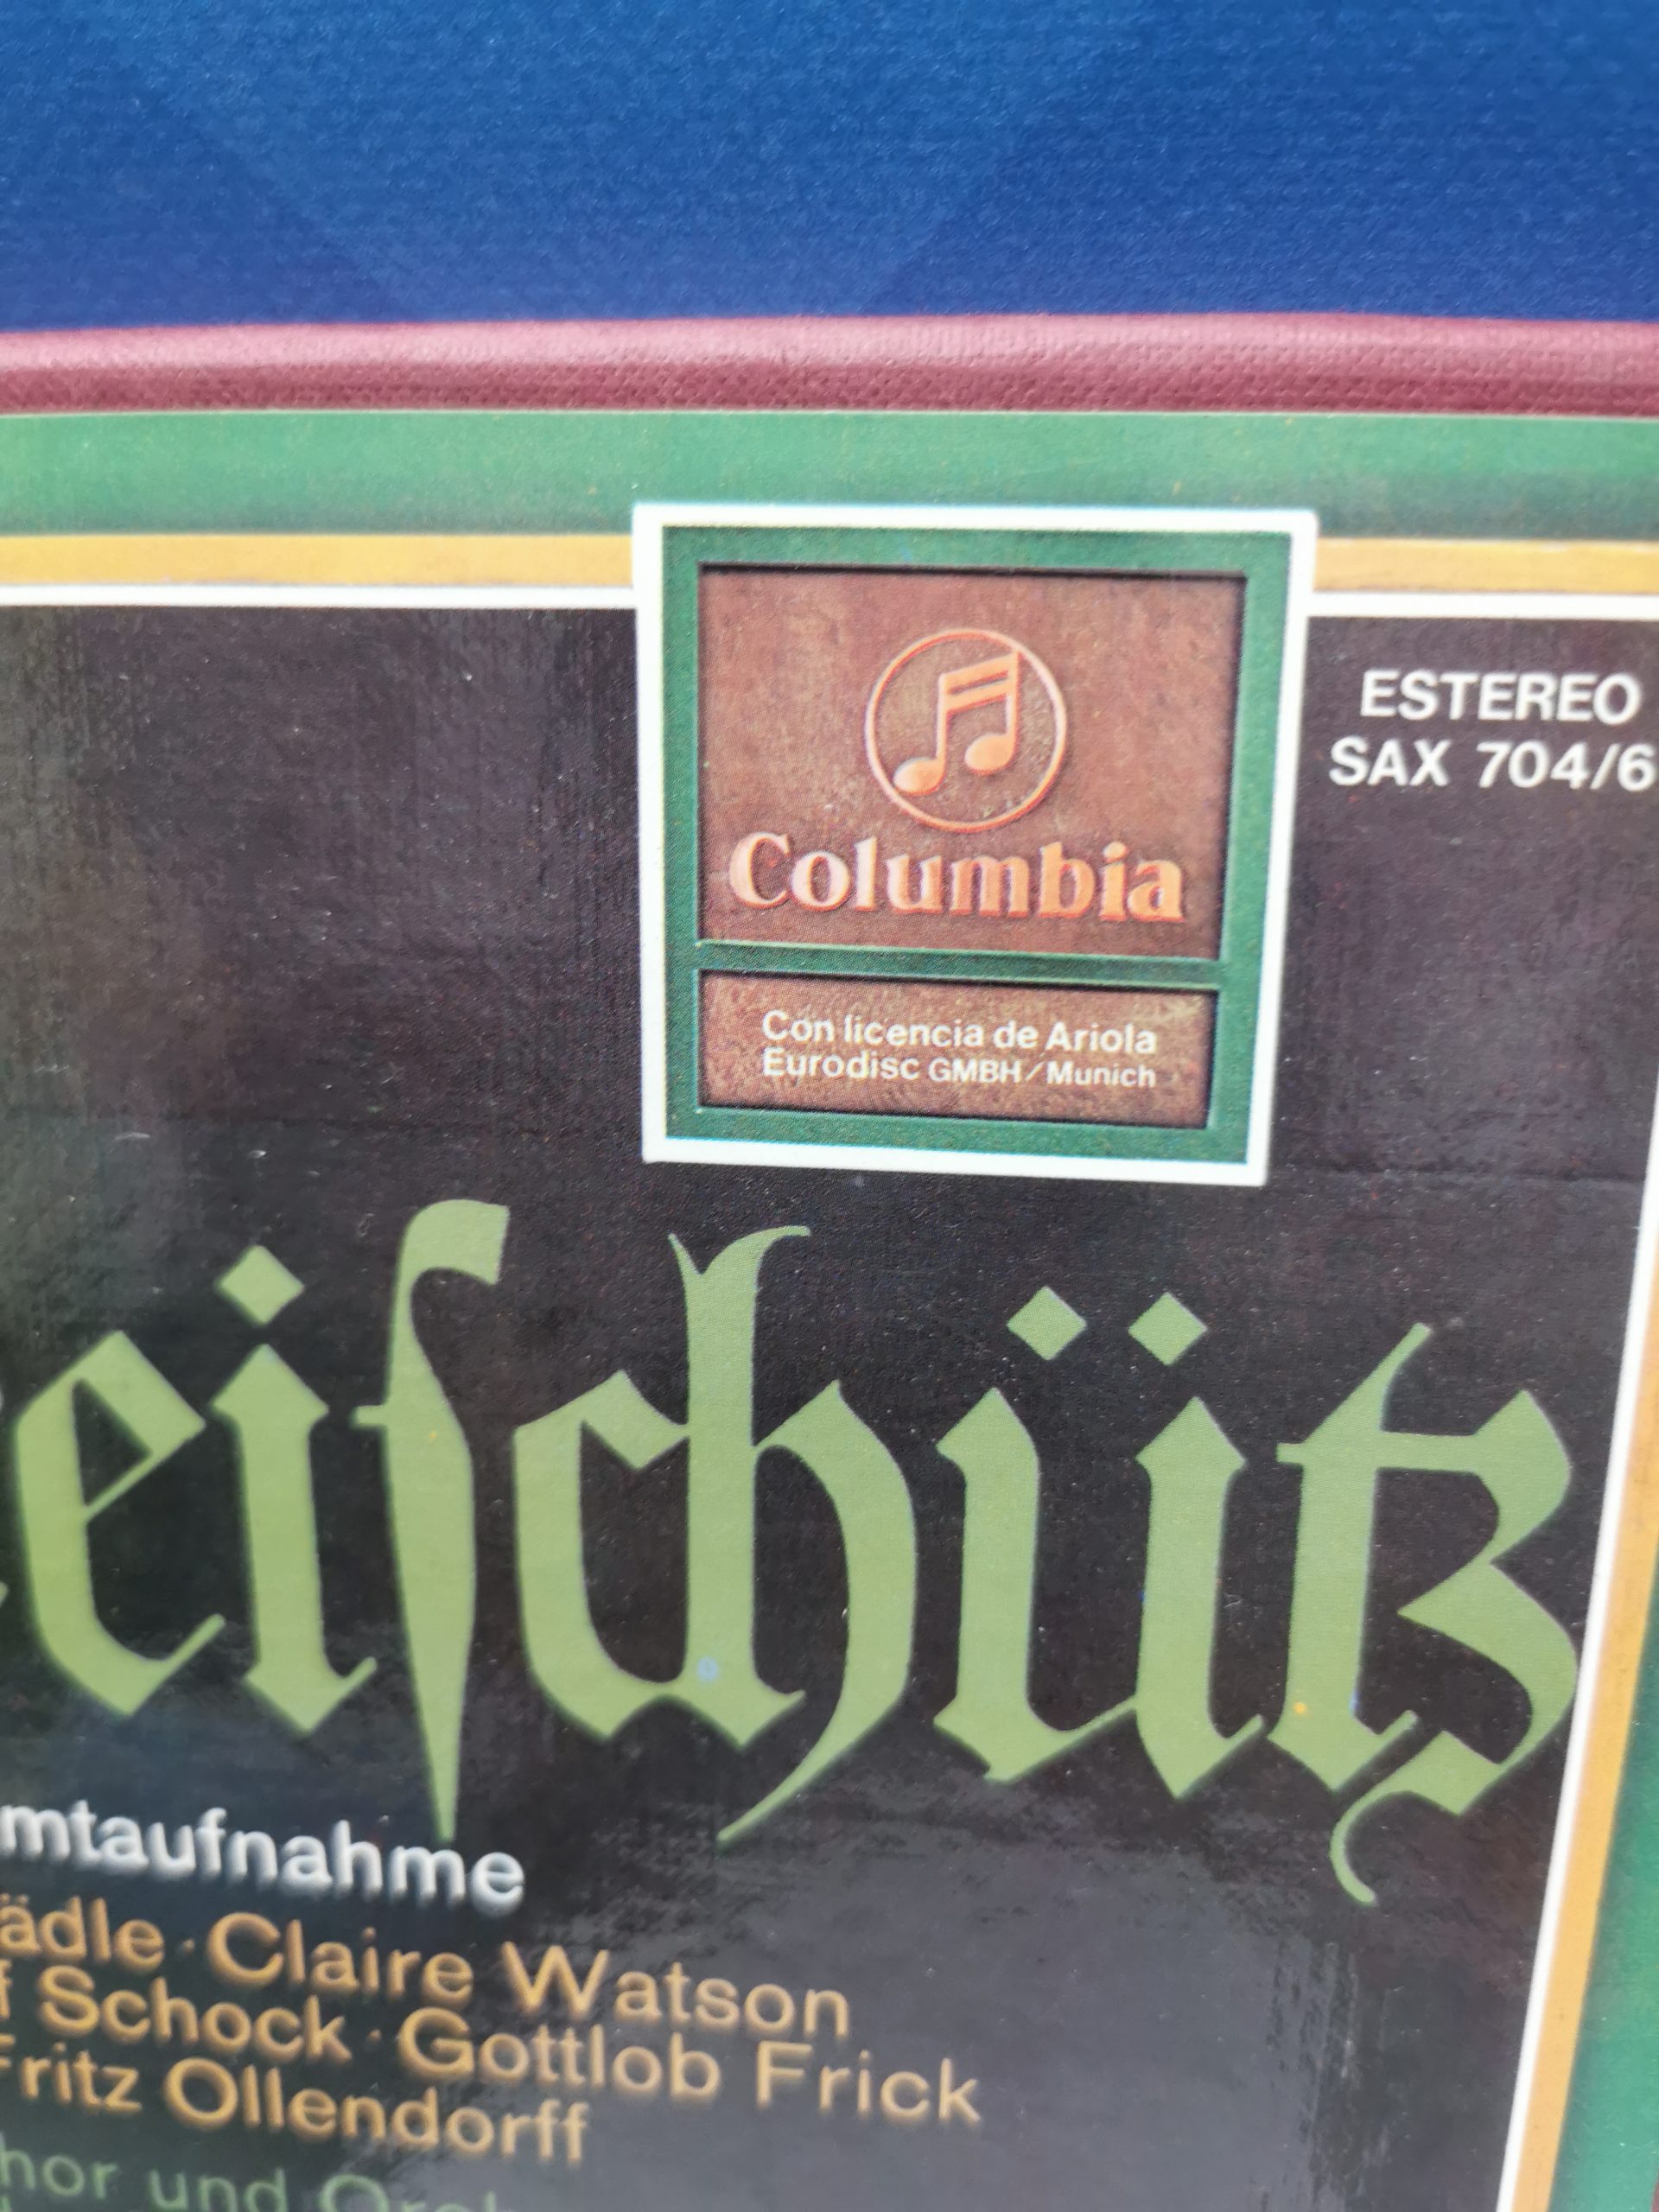 ESTEREO
SAX 704/6
Columbia
Con licencia de Ariola
Eurodisc GMBH/Munich
eiſchütz
mtaufnahme
ädle · Claire Watson
f Schock · Gottlob Frick
Fritz Ollendorff
hor und Orch